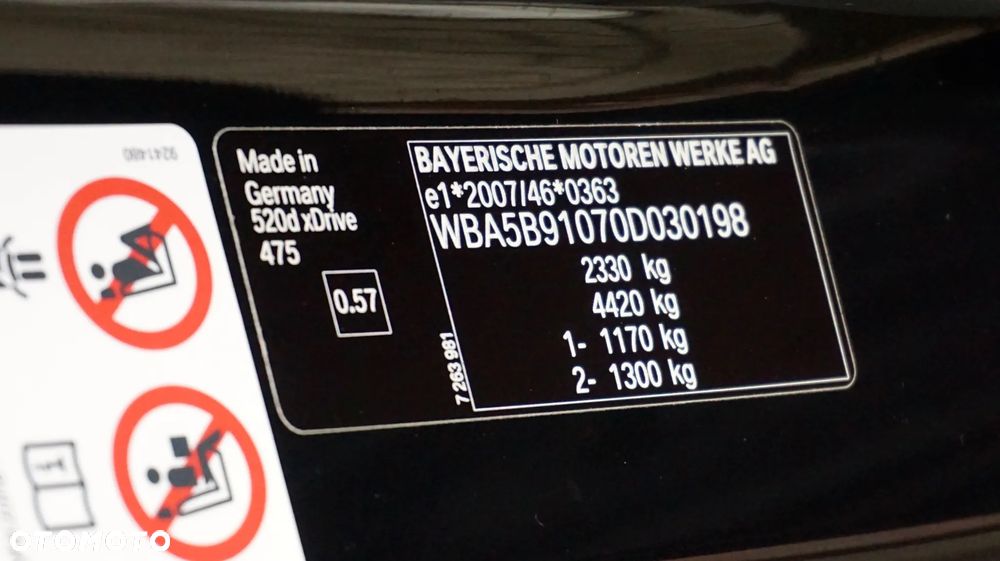 9241480
Made in
Germany
520d xDrive
475
0.57
BAYERISCHE MOTOREN WERKE AG
e1*2007/46*0363
WBA5B91070D030198
2330 kg
4420 kg
1- 1170 kg
2- 1300 kg
7 263 981
OTOMOTO